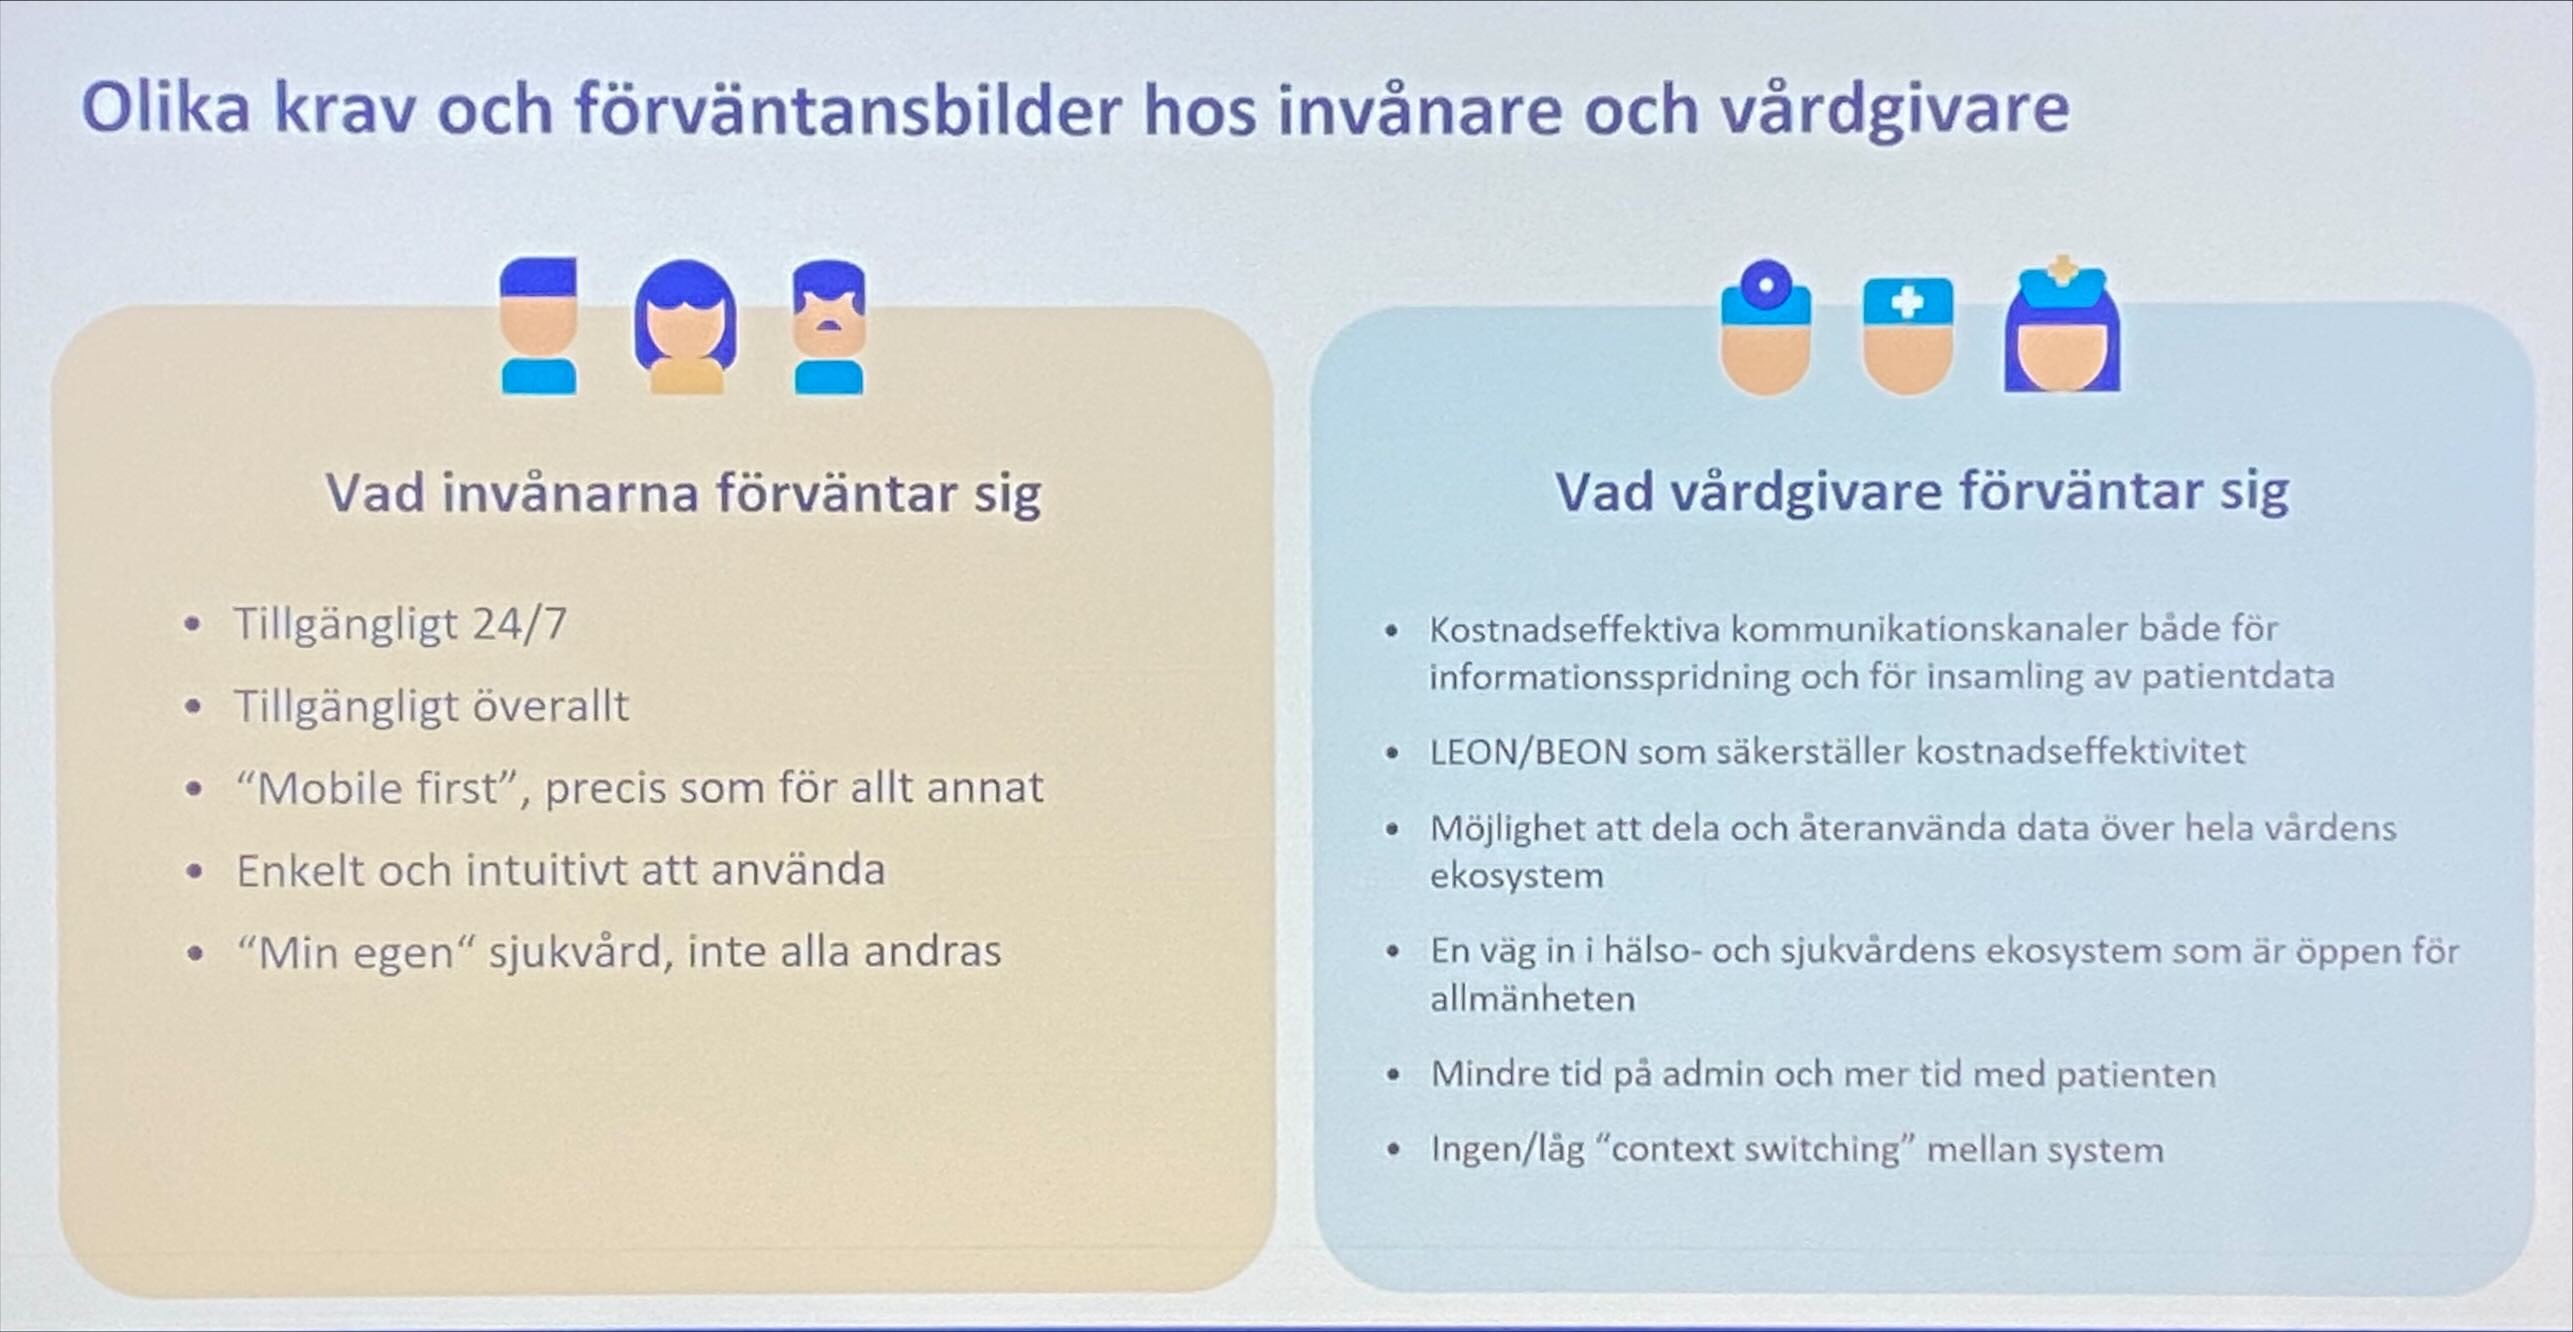 Olika krav och förväntansbilder hos invånare och vårdgivare
Vad invånarna förväntar sig
• Tillgängligt 24/7
• Tillgängligt överallt
• “Mobile first”, precis som för allt annat
• Enkelt och intuitivt att använda
• “Min egen“ sjukvård, inte alla andras
Vad vårdgivare förväntar sig
• Kostnadseffektiva kommunikationskanaler både för
informationsspridning och för insamling av patientdata
• LEON/BEON som säkerställer kostnadseffektivitet
• Möjlighet att dela och återanvända data över hela vårdens
ekosystem
• En väg in i hälso- och sjukvårdens ekosystem som är öppen för
allmänheten
• Mindre tid på admin och mer tid med patienten
• Ingen/låg “context switching” mellan system